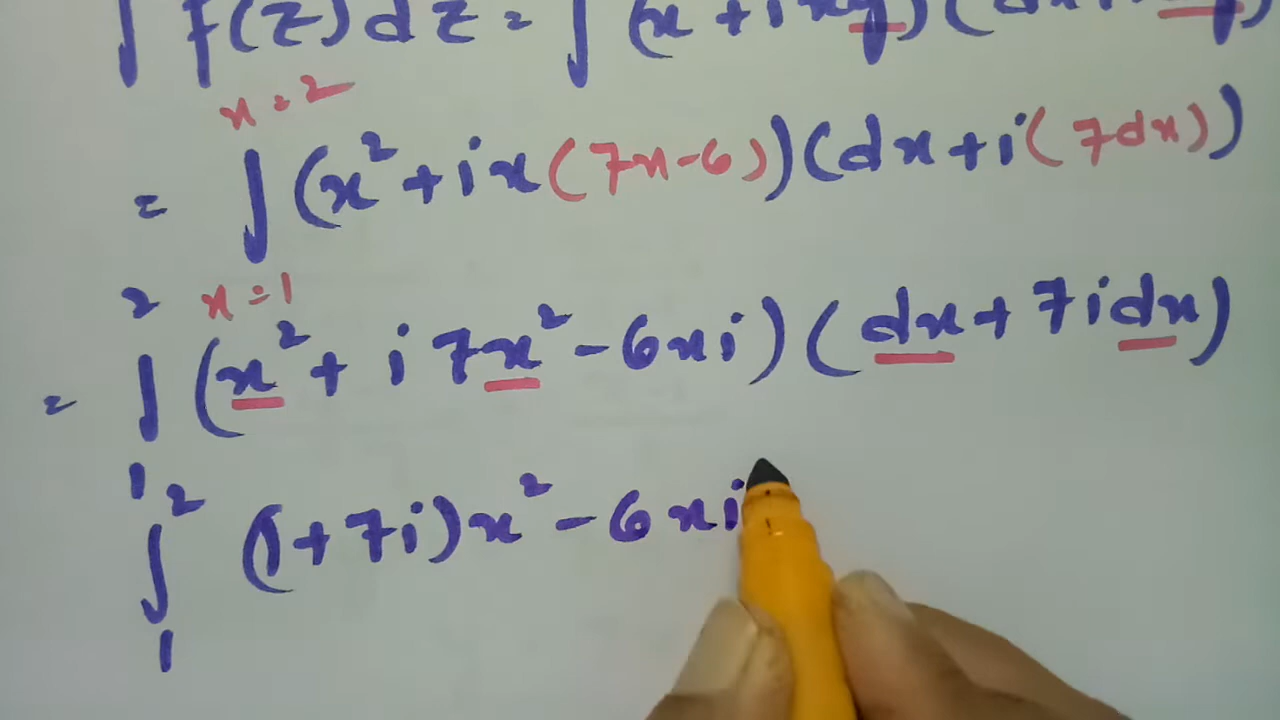 ∫ f(z)dz = ∫ (x + ixy)(dx
x=2
= ∫ (x² + ix(7x-6))(dx + i(7dx))
x=1
2
= ∫ (x² + i 7x² - 6xi)(dx + 7idx)
1
2
∫ (1+7i)x² - 6xi
1